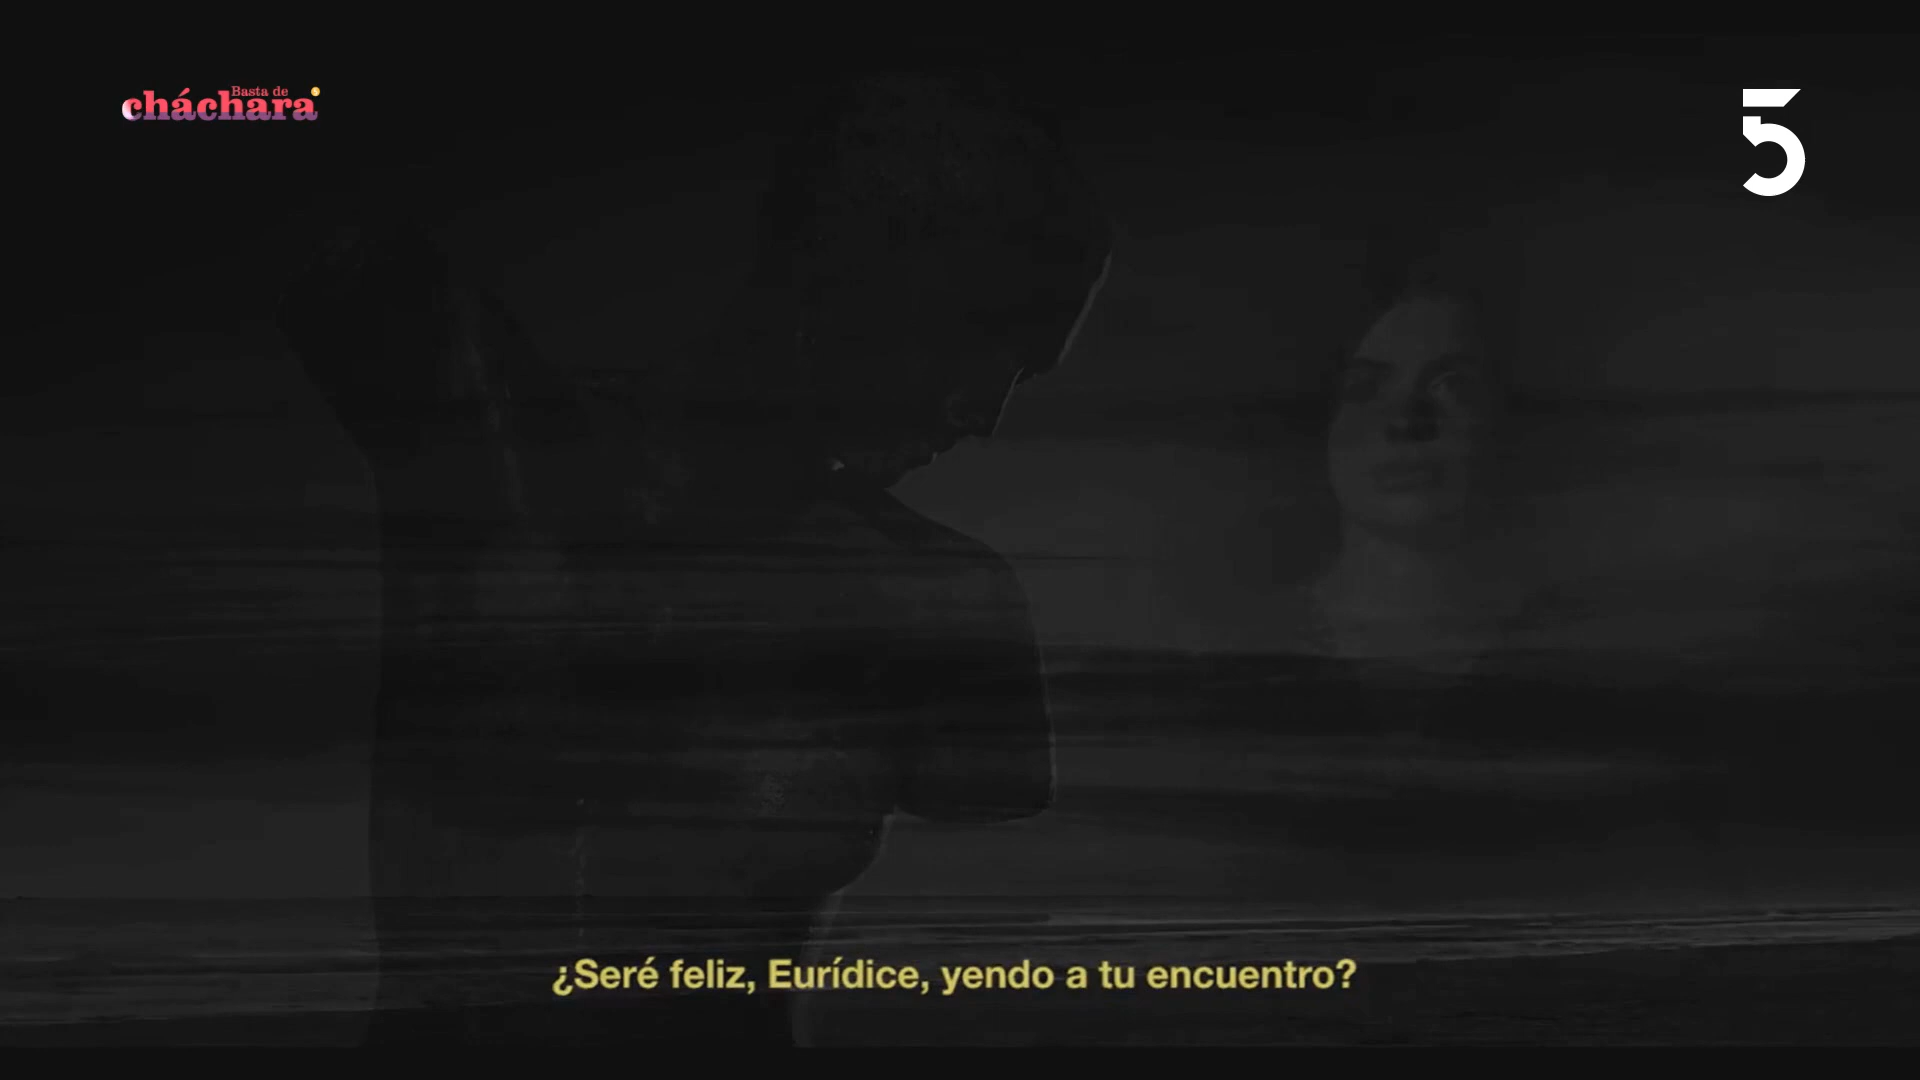 Basta de
cháchara
5
¿Seré feliz, Eurídice, yendo a tu encuentro?